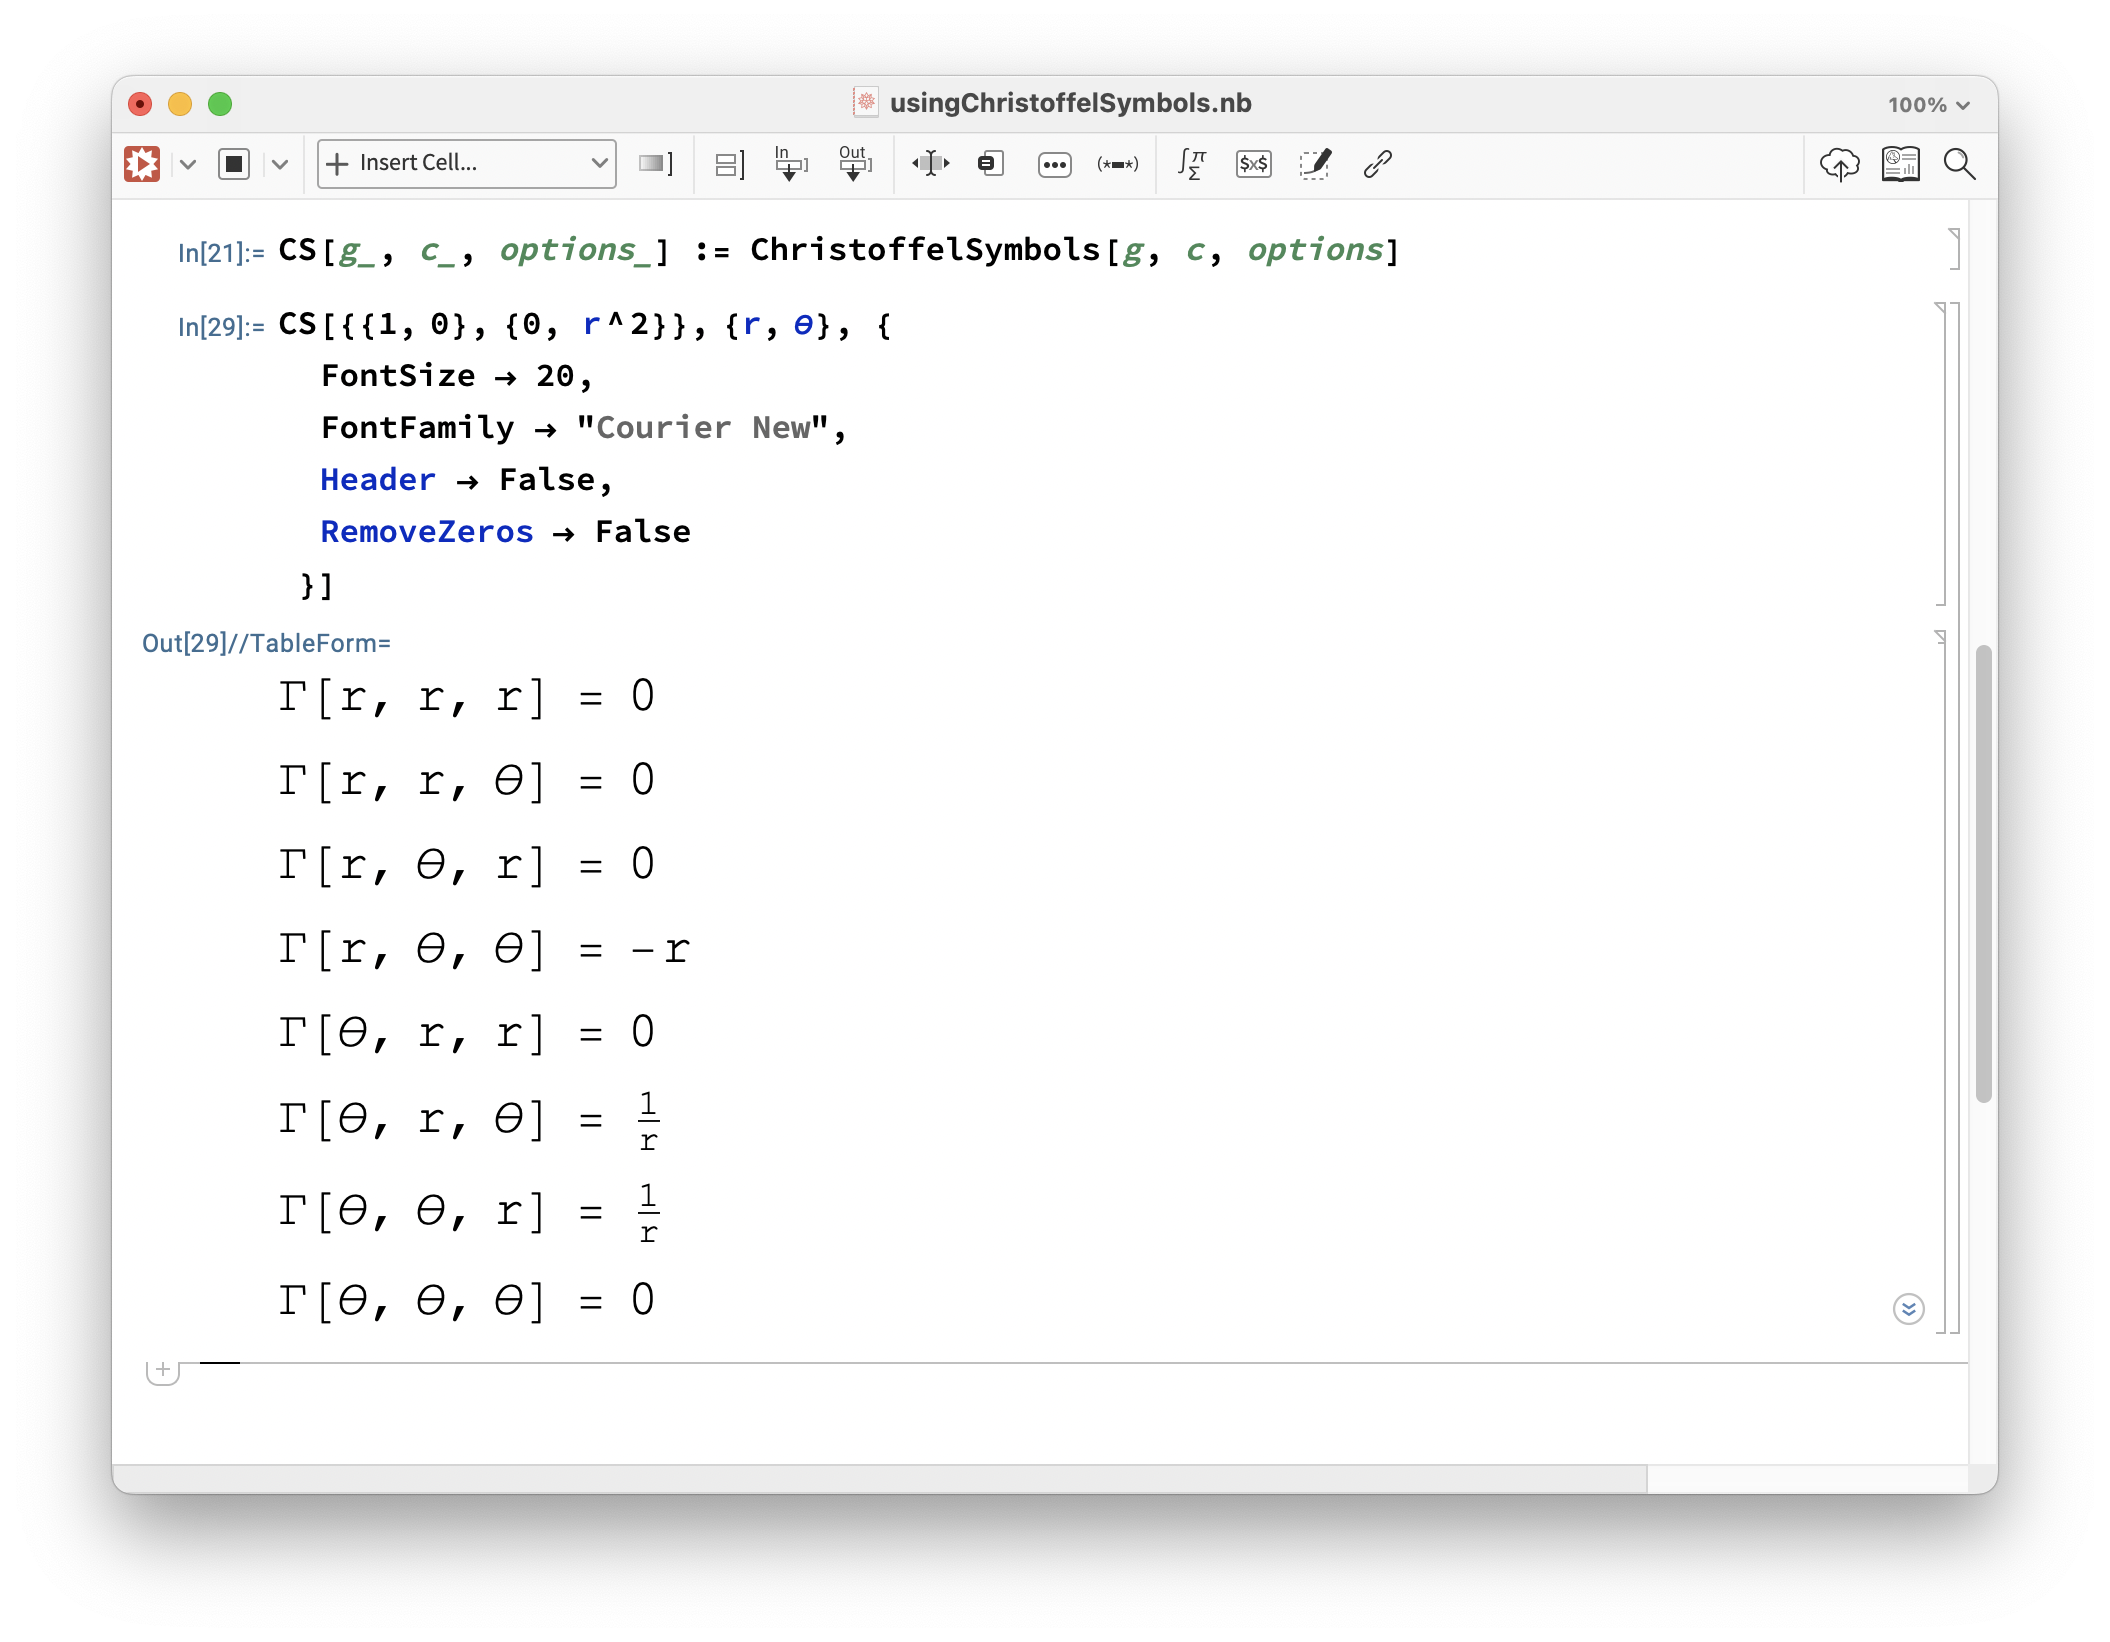 usingChristoffelSymbols.nb
100%
Insert Cell...
In Out (*=*) ∫π Σ $x$
In[21]:= CS[g_, c_, options_] := ChristoffelSymbols[g, c, options]
In[29]:= CS[{{1, 0}, {0, r^2}}, {r, θ}, {
FontSize → 20,
FontFamily → "Courier New",
Header → False,
RemoveZeros → False
}]
Out[29]//TableForm=
Γ[r, r, r] = 0
Γ[r, r, θ] = 0
Γ[r, θ, r] = 0
Γ[r, θ, θ] = -r
Γ[θ, r, r] = 0
Γ[θ, r, θ] = 1/r
Γ[θ, θ, r] = 1/r
Γ[θ, θ, θ] = 0